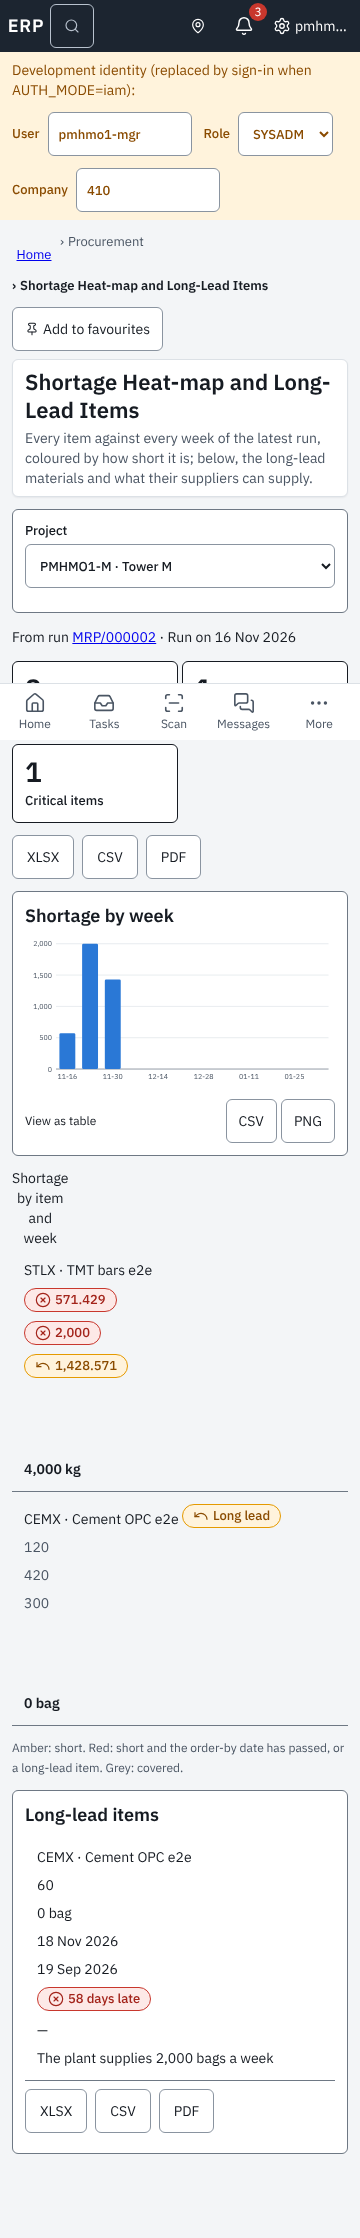 ERP
3
pmhm...
Development identity (replaced by sign-in when
AUTH_MODE=iam):
User pmhmo1-mgr Role SYSADM
Company 410
Home › Procurement
› Shortage Heat-map and Long-Lead Items
Add to favourites
Shortage Heat-map and Long-
Lead Items
Every item against every week of the latest run,
coloured by how short it is; below, the long-lead
materials and what their suppliers can supply.
Project
PMHMO1-M · Tower M
From run MRP/000002 · Run on 16 Nov 2026
Home Tasks Scan Messages More
1
Critical items
XLSX CSV PDF
Shortage by week
2,000
1,500
1,000
500
0
11-16 11-30 12-14 12-28 01-11 01-25
View as table CSV PNG
Shortage
by item
and
week
STLX · TMT bars e2e
571.429
2,000
1,428.571
4,000 kg
CEMX · Cement OPC e2e Long lead
120
420
300
0 bag
Amber: short. Red: short and the order-by date has passed, or
a long-lead item. Grey: covered.
Long-lead items
CEMX · Cement OPC e2e
60
0 bag
18 Nov 2026
19 Sep 2026
58 days late
—
The plant supplies 2,000 bags a week
XLSX CSV PDF